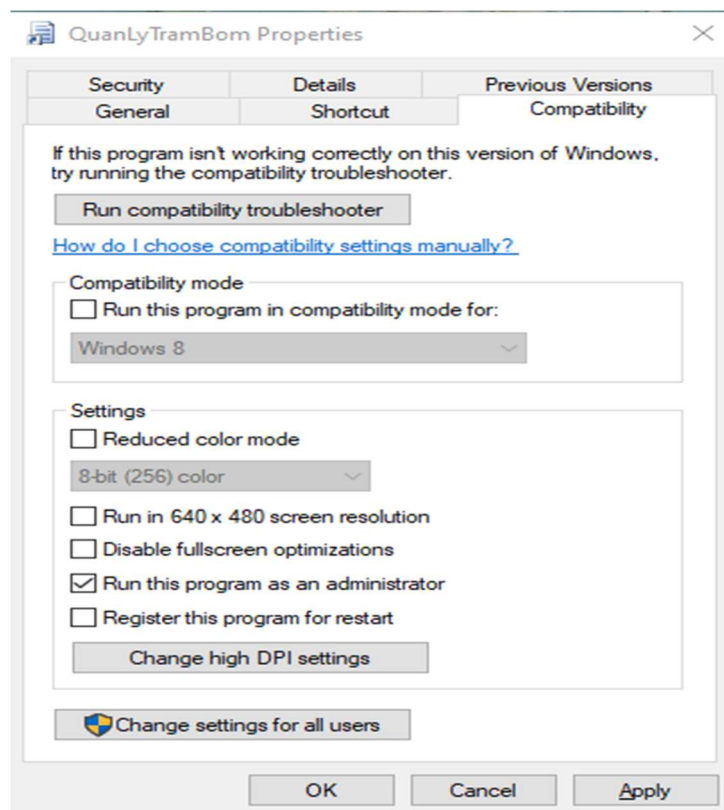 QuanLyTramBom Properties
Security Details Previous Versions
General Shortcut Compatibility
If this program isn't working correctly on this version of Windows,
try running the compatibility troubleshooter.
Run compatibility troubleshooter
How do I choose compatibility settings manually?
Compatibility mode
Run this program in compatibility mode for:
Windows 8
Settings
Reduced color mode
8-bit (256) color
Run in 640 x 480 screen resolution
Disable fullscreen optimizations
Run this program as an administrator
Register this program for restart
Change high DPI settings
Change settings for all users
OK Cancel Apply